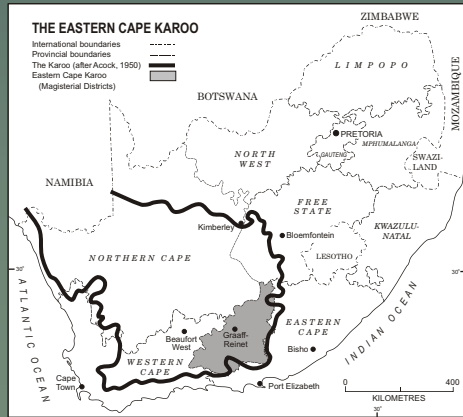 THE EASTERN CAPE KAROO
International boundaries
Provincial boundaries
The Karoo (after Acock, 1950)
Eastern Cape Karoo
(Magisterial Districts)
ZIMBABWE
LIMPOPO
MOZAMBIQUE
BOTSWANA
PRETORIA
MPHUMALANGA
GAUTENG
NORTH
WEST
SWAZI-
LAND
NAMIBIA
FREE
STATE
Kimberley
Bloemfontein
KWAZULU-
NATAL
LESOTHO
NORTHERN CAPE
30°
30°
ATLANTIC OCEAN
Beaufort
West
Graaff-
Reinet
EASTERN
CAPE
INDIAN OCEAN
WESTERN
CAPE
Bisho
Cape
Town
Port Elizabeth
0
400
KILOMETRES
30°